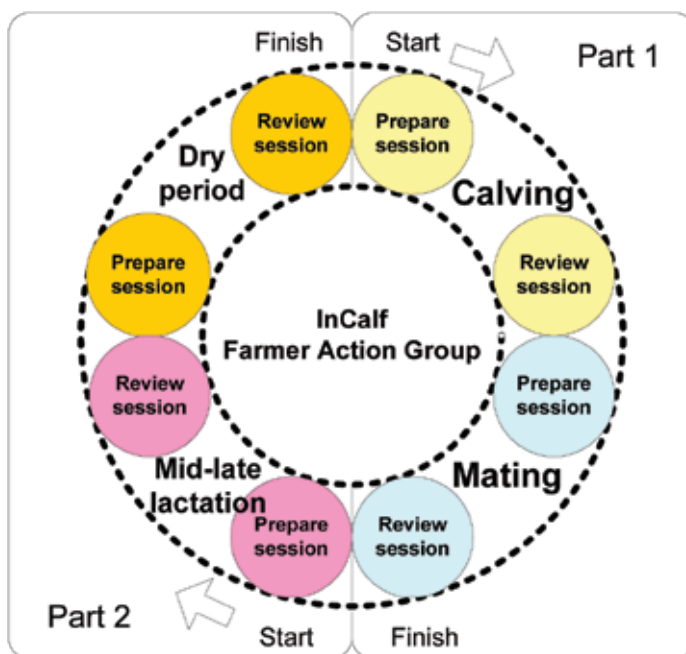 Finish
Start
Part 1
Review
session
Prepare
session
Dry
period
Calving
Prepare
session
Review
session
InCalf
Farmer Action Group
Review
session
Prepare
session
Mid-late
lactation
Mating
Prepare
session
Review
session
Part 2
Start
Finish